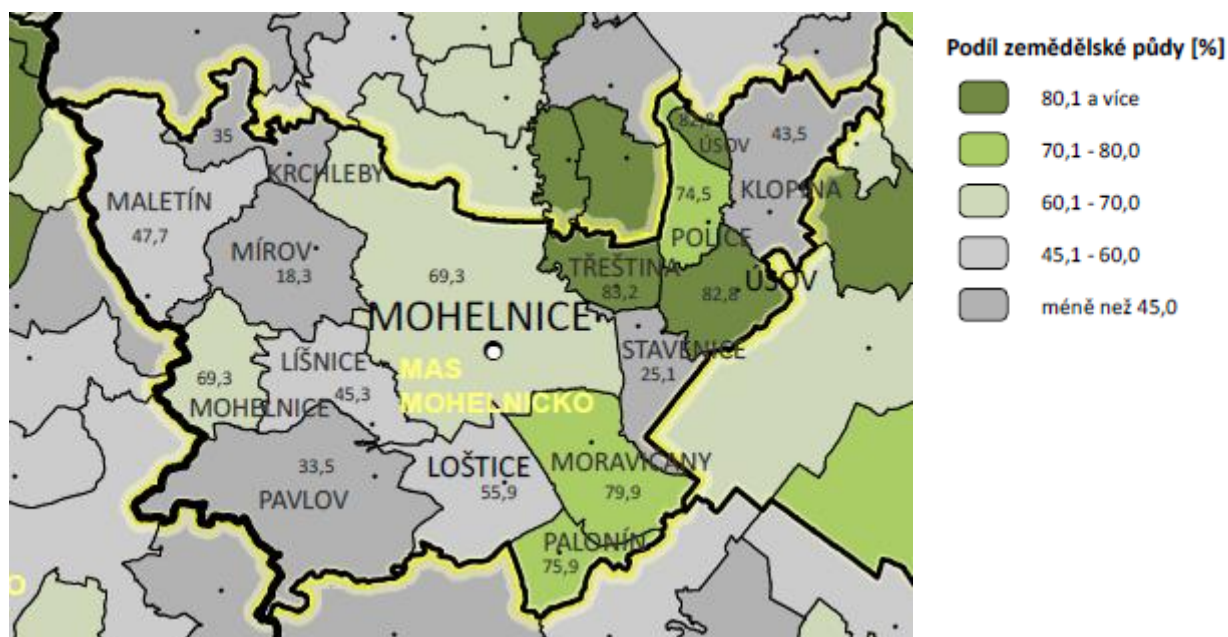 Podíl zemědělské půdy [%]
80,1 a více
70,1 - 80,0
60,1 - 70,0
45,1 - 60,0
méně než 45,0
82,8
ÚSOV
35
43,5
KRCHLEBY
MALETÍN
47,7
74,5
KLOPINA
POLICE
MÍROV
18,3
69,3
TŘEŠTINA
83,2
82,8
ÚSOV
MOHELNICE
STAVENICE
25,1
LÍŠNICE
45,3
MAS
MOHELNICKO
69,3
MOHELNICE
LOŠTICE
55,9
MORAVIČANY
79,9
33,5
PAVLOV
PALONÍN
75,9
O